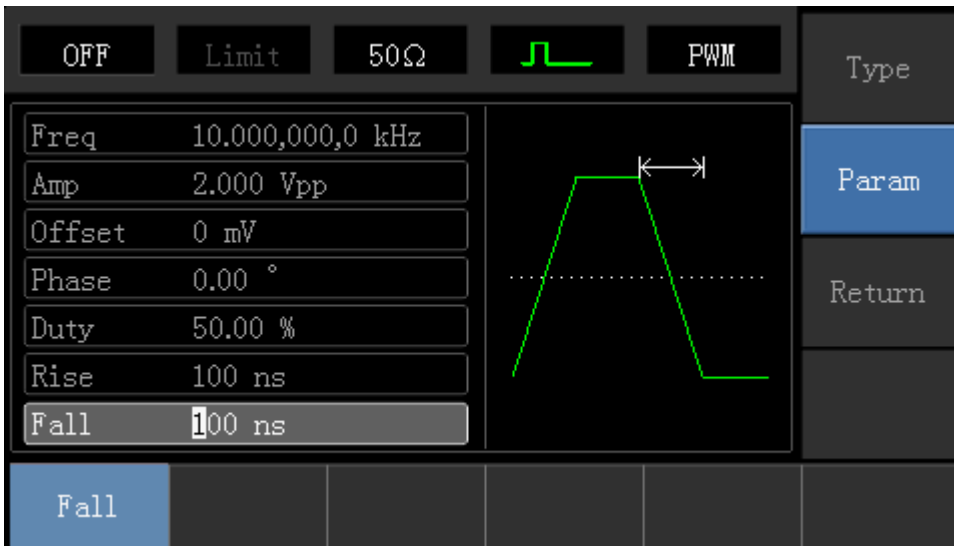 OFF Limit 50Ω PWM
Type
Freq 10.000,000,0 kHz
Amp 2.000 Vpp
Param
Offset 0 mV
Phase 0.00 °
Return
Duty 50.00 %
Rise 100 ns
Fall 100 ns
Fall